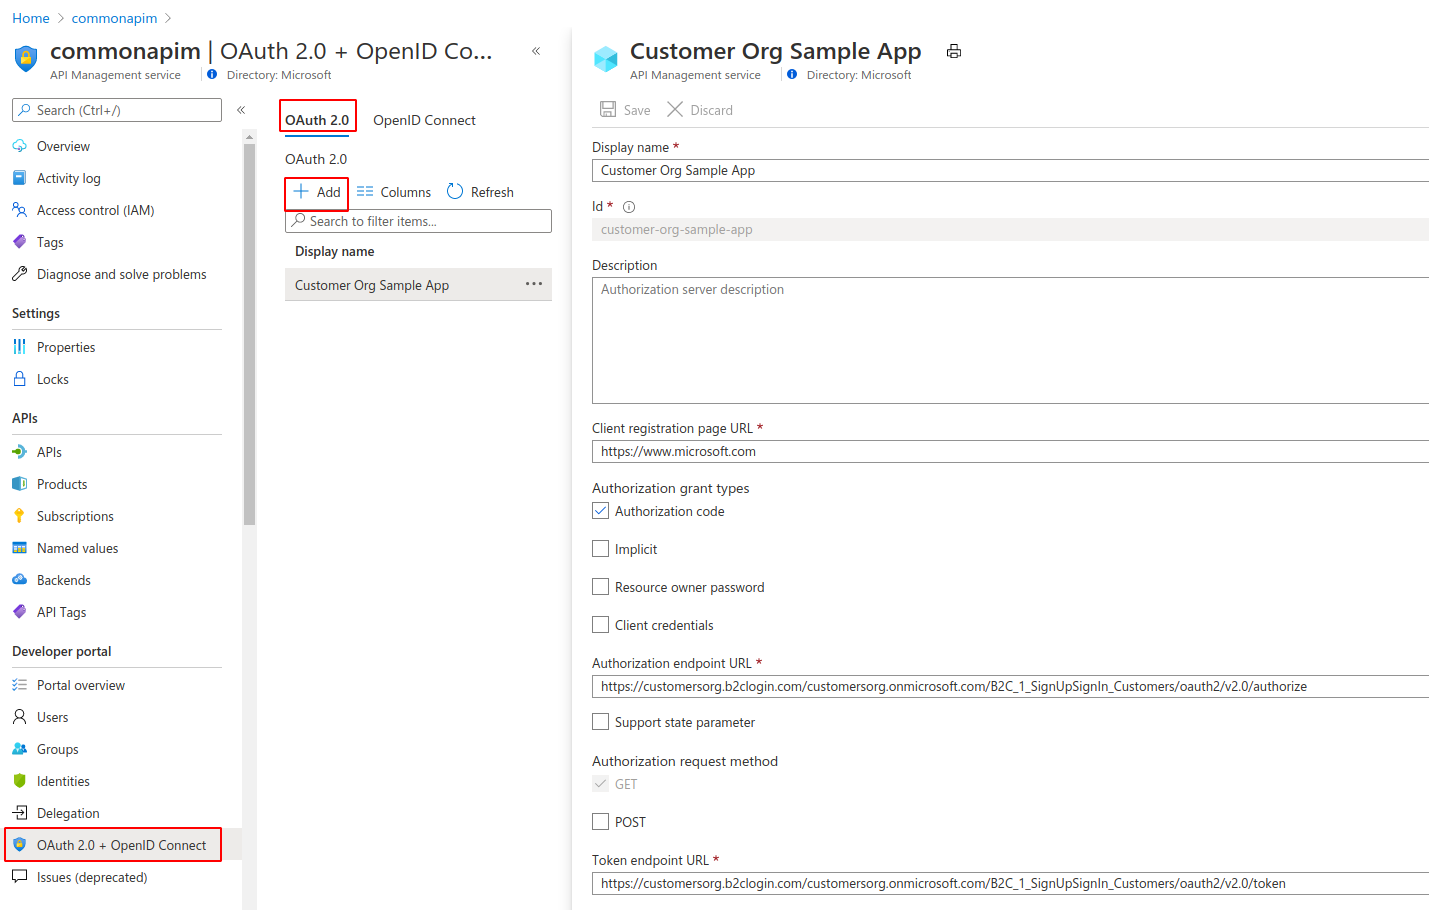 Home > commonapim >
commonapim | OAuth 2.0 + OpenID Co...
API Management service
Directory: Microsoft
«
Search (Ctrl+/)
«
Overview
Activity log
Access control (IAM)
Tags
Diagnose and solve problems
Settings
Properties
Locks
APIs
APIs
Products
Subscriptions
Named values
Backends
API Tags
Developer portal
Portal overview
Users
Groups
Identities
Delegation
OAuth 2.0 + OpenID Connect
Issues (deprecated)
OAuth 2.0 OpenID Connect
OAuth 2.0
Add Columns Refresh
Search to filter items...
Display name
Customer Org Sample App ...
Customer Org Sample App
API Management service
Directory: Microsoft
Save Discard
Display name *
Customer Org Sample App
Id *
customer-org-sample-app
Description
Authorization server description
Client registration page URL *
https://www.microsoft.com
Authorization grant types
Authorization code
Implicit
Resource owner password
Client credentials
Authorization endpoint URL *
https://customersorg.b2clogin.com/customersorg.onmicrosoft.com/B2C_1_SignUpSignIn_Customers/oauth2/v2.0/authorize
Support state parameter
Authorization request method
GET
POST
Token endpoint URL *
https://customersorg.b2clogin.com/customersorg.onmicrosoft.com/B2C_1_SignUpSignIn_Customers/oauth2/v2.0/token